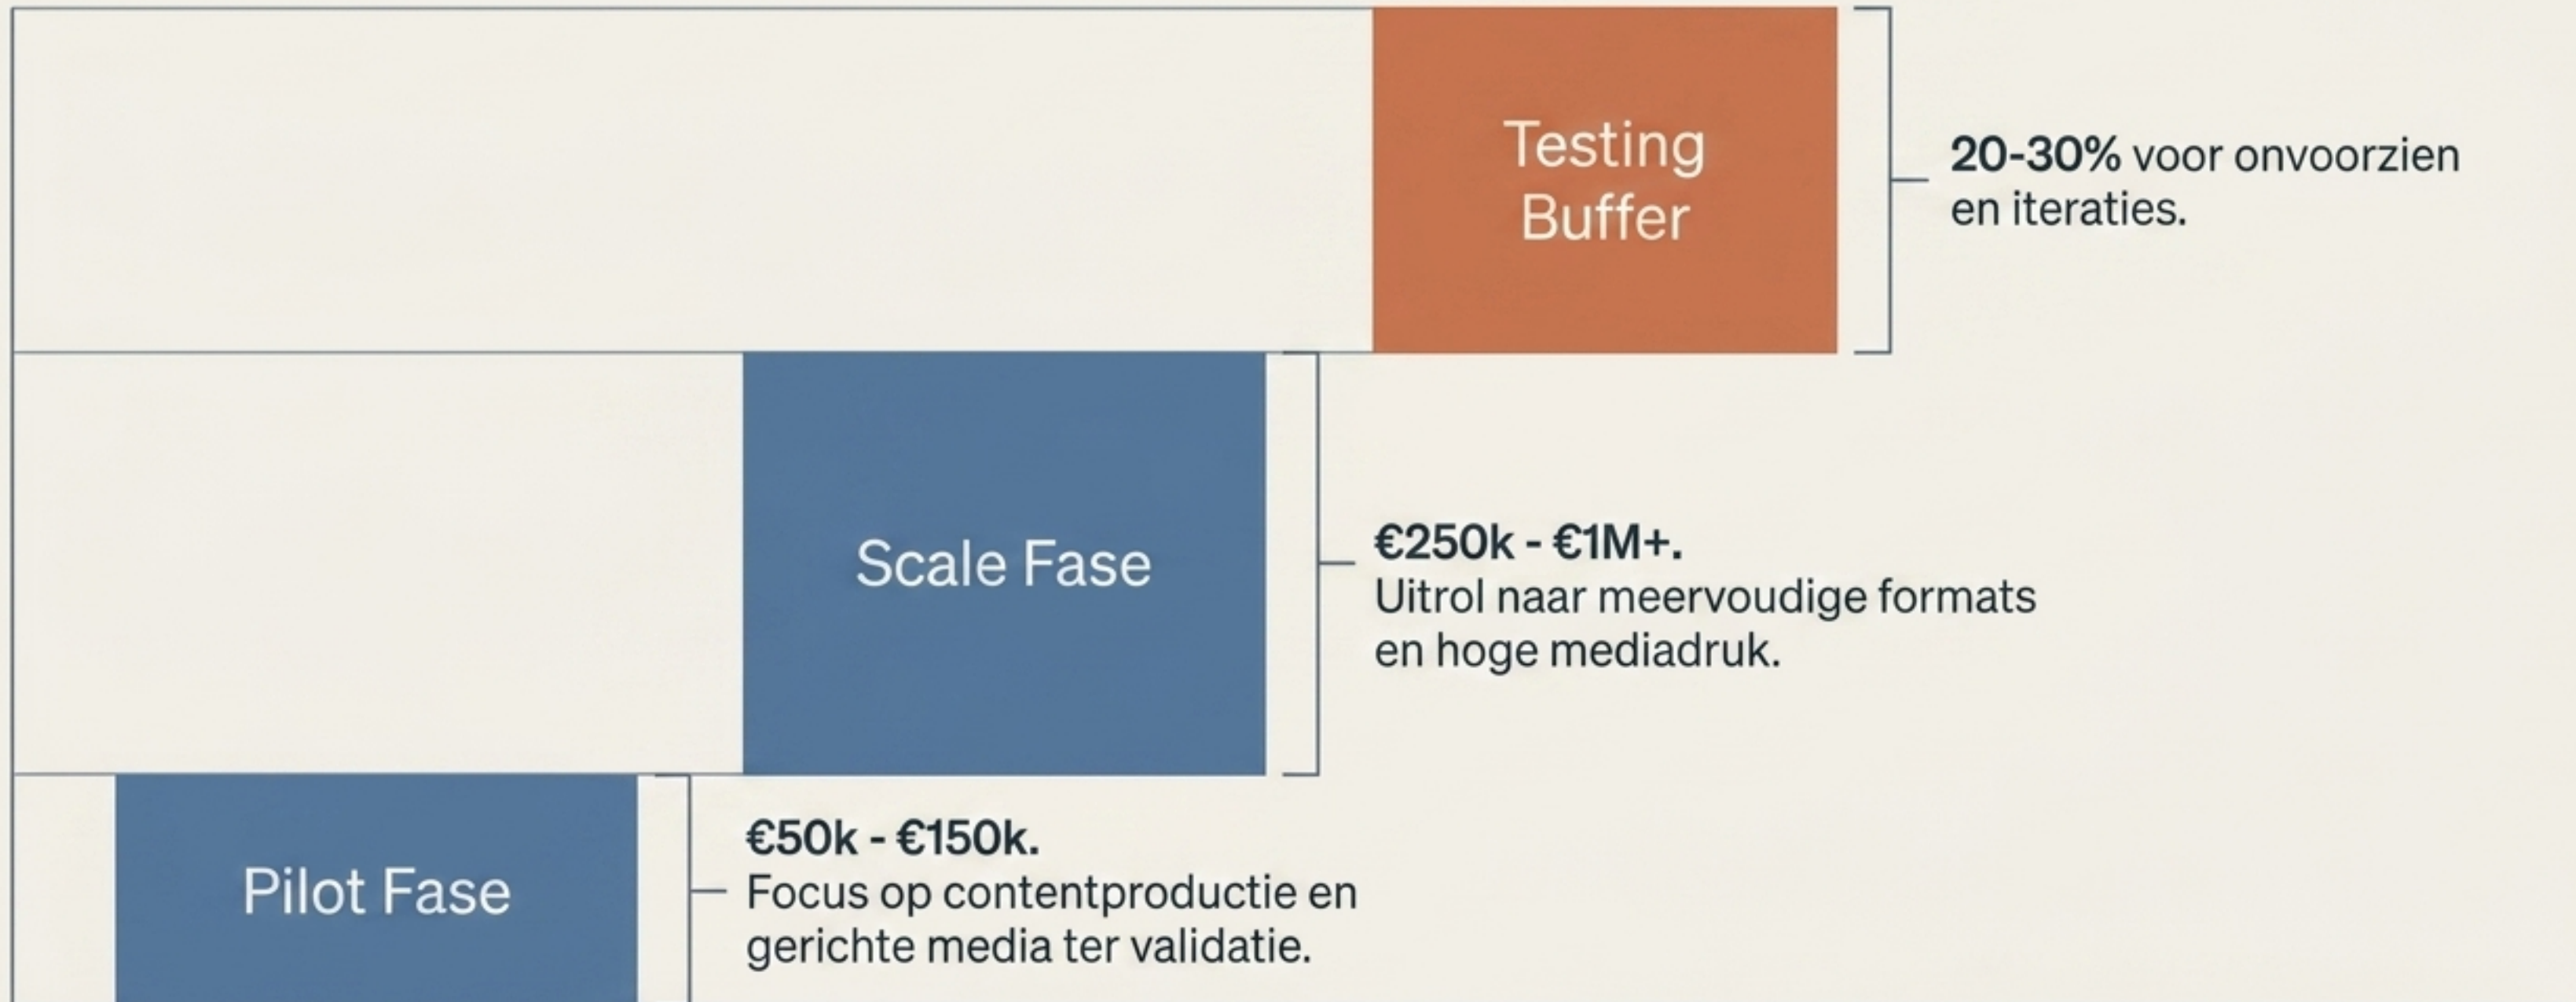 Testing
Buffer
20-30% voor onvoorzien
en iteraties.
Scale Fase
€250k - €1M+.
Uitrol naar meervoudige formats
en hoge mediadruk.
Pilot Fase
€50k - €150k.
Focus op contentproductie en
gerichte media ter validatie.